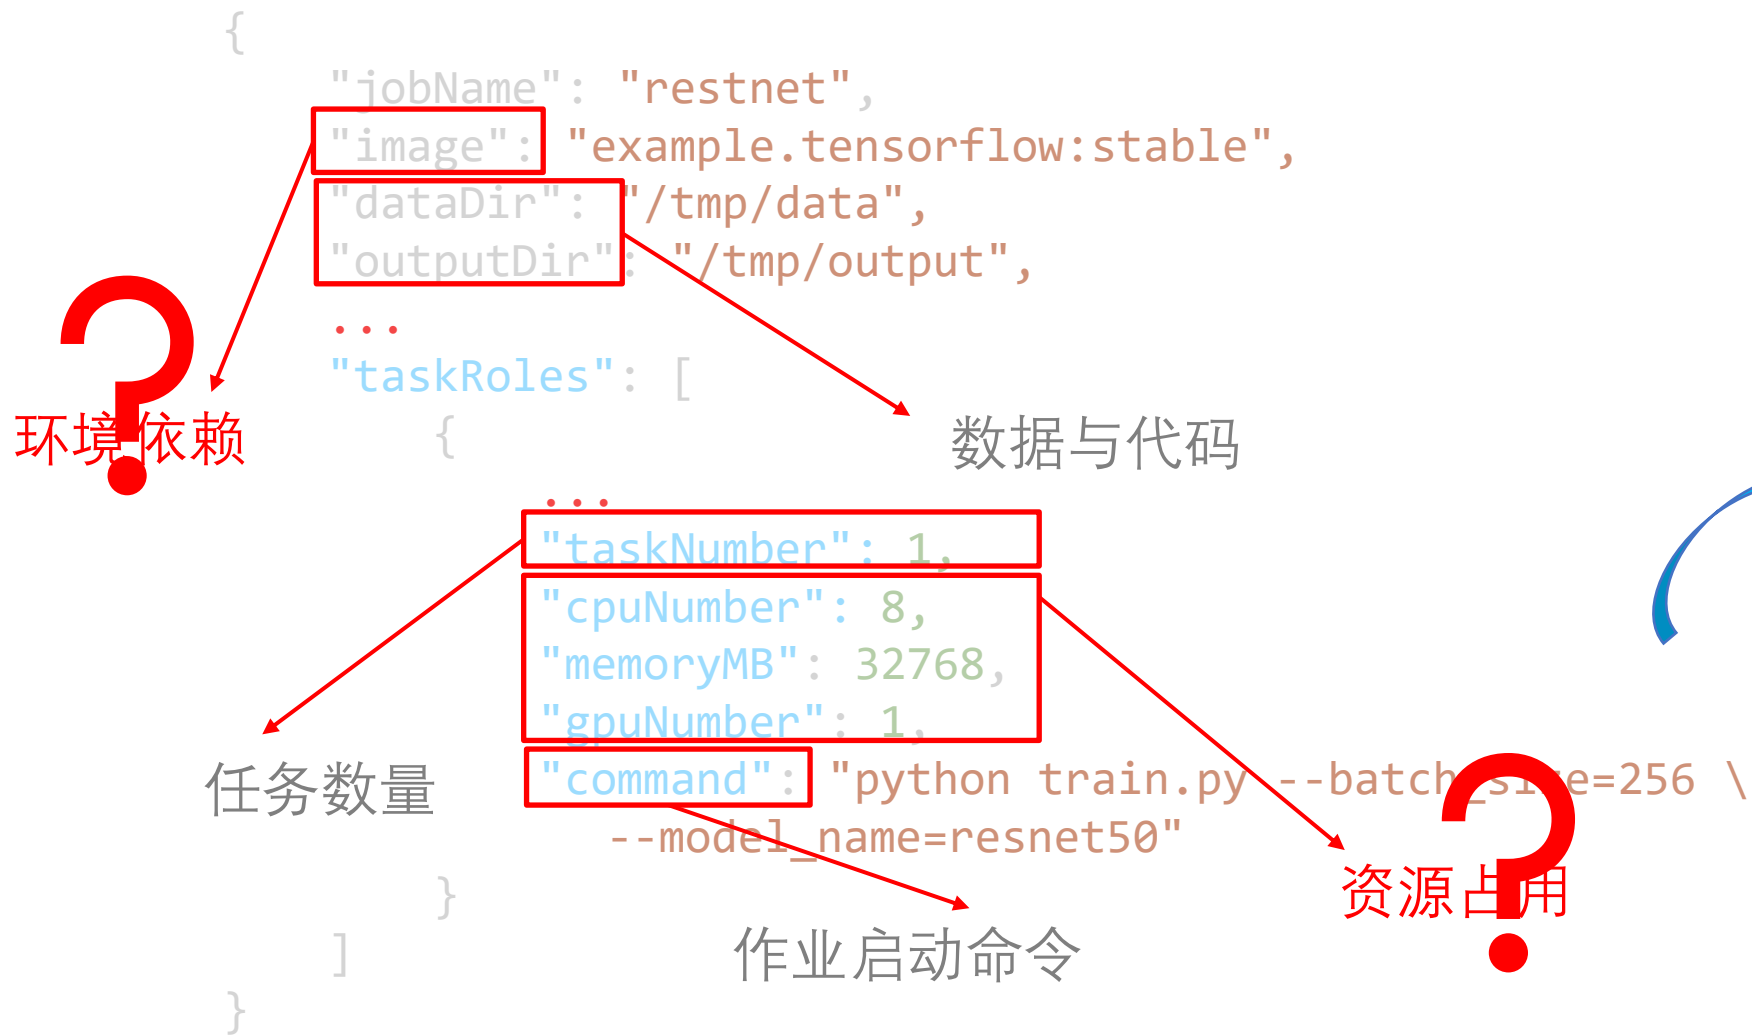 {
"jobName": "restnet",
"image": "example.tensorflow:stable",
"dataDir": "/tmp/data",
"outputDir": "/tmp/output",
...
"taskRoles": [
{
...
"taskNumber": 1,
"cpuNumber": 8,
"memoryMB": 32768,
"gpuNumber": 1,
"command": "python train.py --batch_size=256 \
--model_name=resnet50"
}
]
}
?
环境依赖
数据与代码
任务数量
作业启动命令
?
资源占用